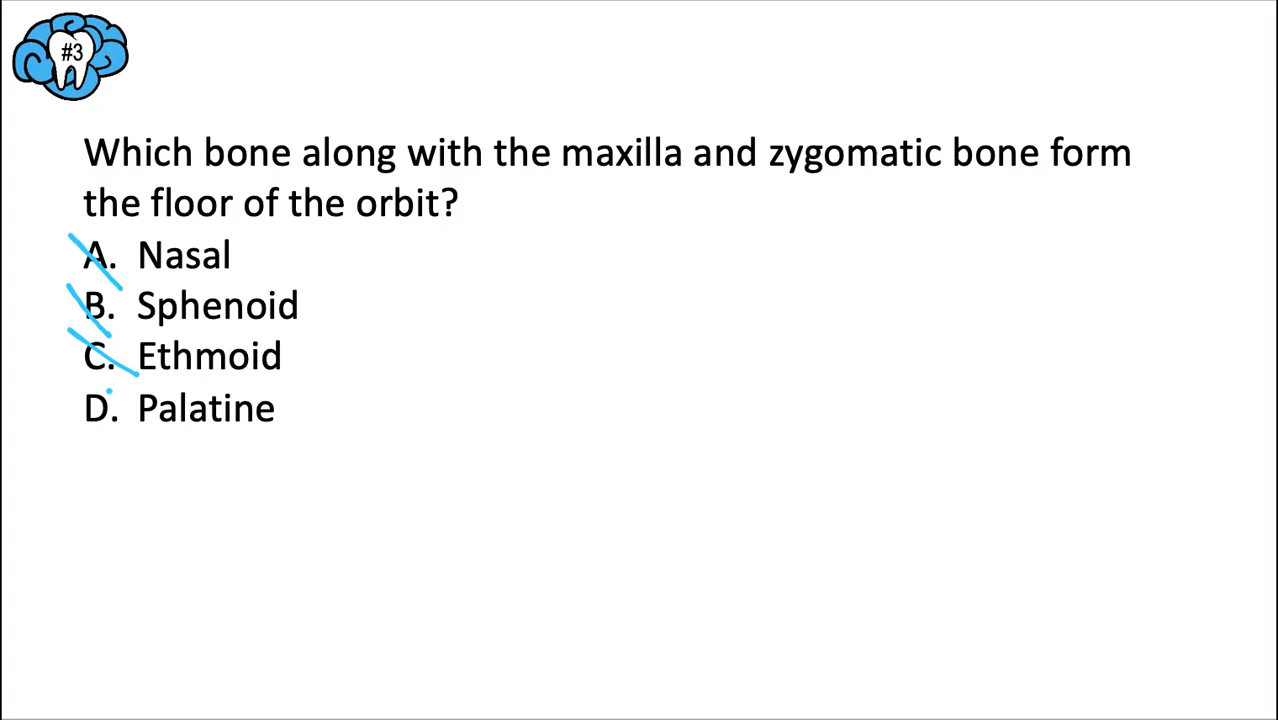 #3
Which bone along with the maxilla and zygomatic bone form
the floor of the orbit?
A. Nasal
B. Sphenoid
C. Ethmoid
D. Palatine